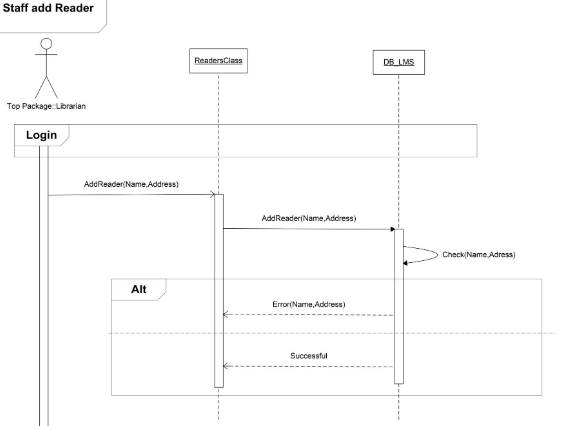 Staff add Reader
ReadersClass
DB_LMS
Top Package::Librarian
Login
AddReader(Name,Address)
AddReader(Name,Address)
Check(Name,Adress)
Alt
Error(Name,Address)
Successful